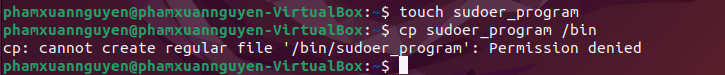 phamxuannguyen@phamxuannguyen-VirtualBox:~$ touch sudoer_program
phamxuannguyen@phamxuannguyen-VirtualBox:~$ cp sudoer_program /bin
cp: cannot create regular file '/bin/sudoer_program': Permission denied
phamxuannguyen@phamxuannguyen-VirtualBox:~$